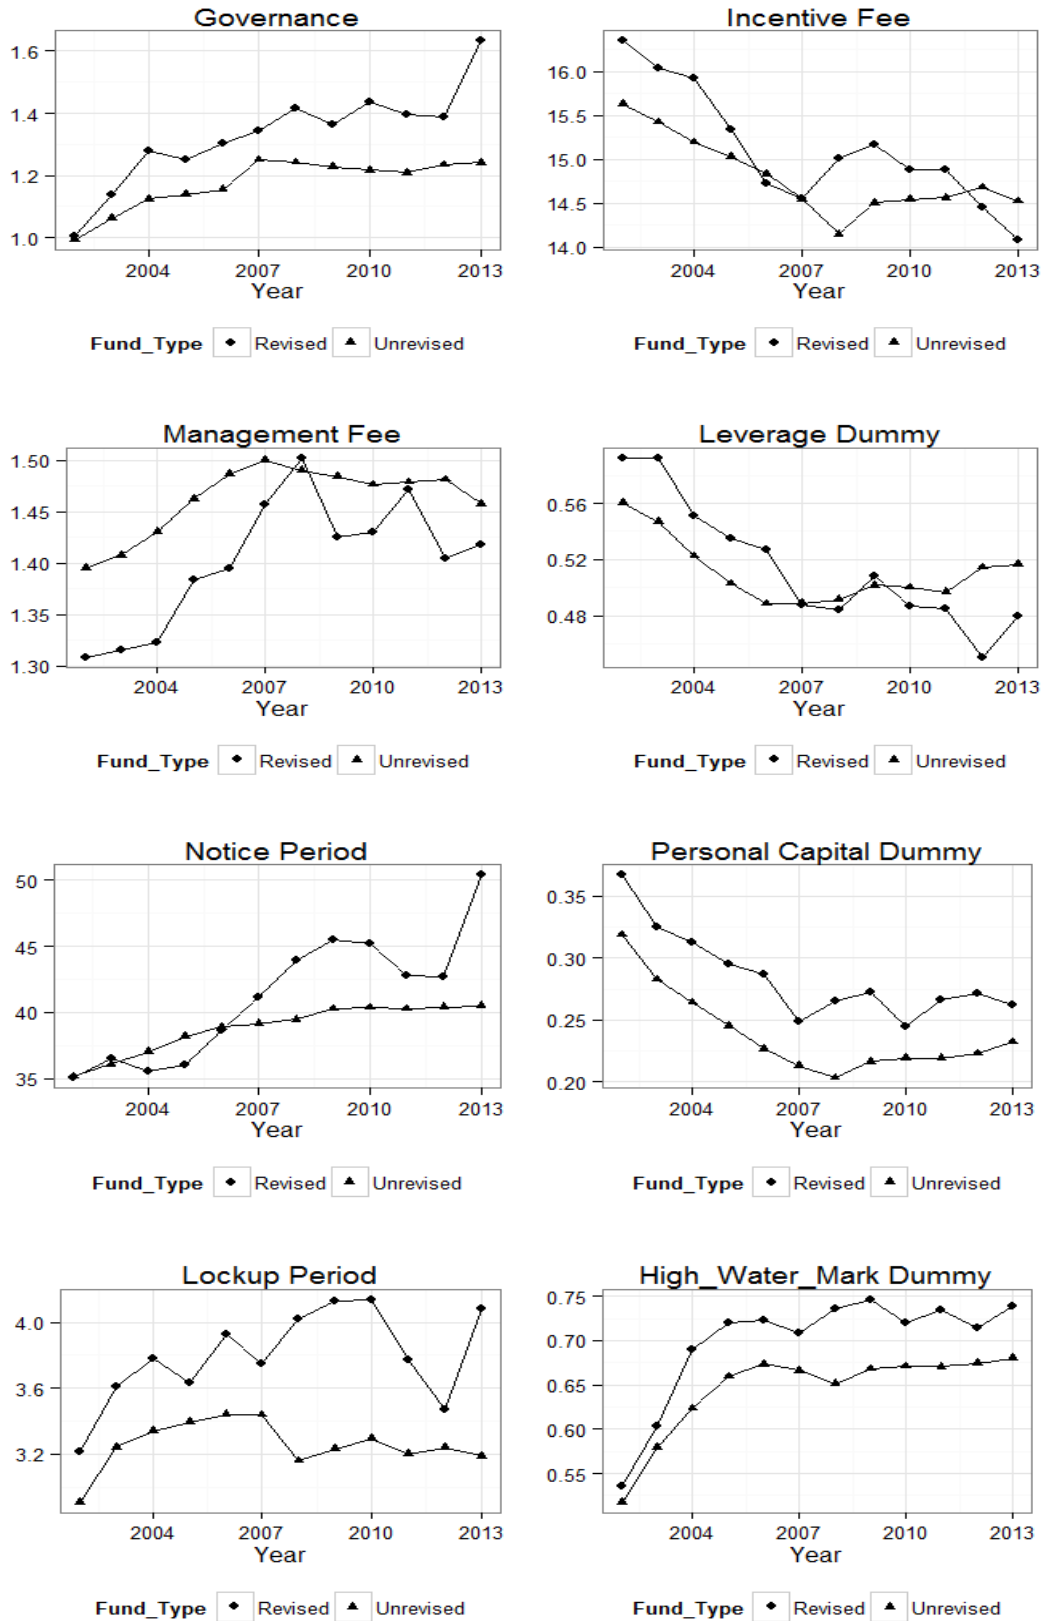 Governance
1.6
1.4
1.2
1.0
2004 2007 2010 2013
Year
Fund_Type Revised Unrevised
Incentive Fee
16.0
15.5
15.0
14.5
14.0
2004 2007 2010 2013
Year
Fund_Type Revised Unrevised
Management Fee
1.50
1.45
1.40
1.35
1.30
2004 2007 2010 2013
Year
Fund_Type Revised Unrevised
Leverage Dummy
0.56
0.52
0.48
2004 2007 2010 2013
Year
Fund_Type Revised Unrevised
Notice Period
50
45
40
35
2004 2007 2010 2013
Year
Fund_Type Revised Unrevised
Personal Capital Dummy
0.35
0.30
0.25
0.20
2004 2007 2010 2013
Year
Fund_Type Revised Unrevised
Lockup Period
4.0
3.6
3.2
2004 2007 2010 2013
Year
Fund_Type Revised Unrevised
High_Water_Mark Dummy
0.75
0.70
0.65
0.60
0.55
2004 2007 2010 2013
Year
Fund_Type Revised Unrevised